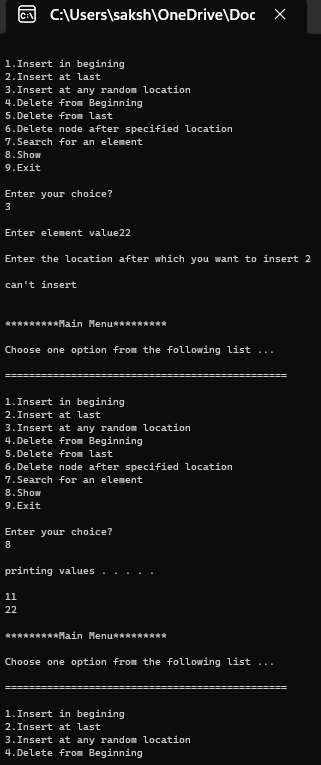 C:\Users\saksh\OneDrive\Doc
1.Insert in begining
2.Insert at last
3.Insert at any random location
4.Delete from Beginning
5.Delete from last
6.Delete node after specified location
7.Search for an element
8.Show
9.Exit
Enter your choice?
3
Enter element value22
Enter the location after which you want to insert 2
can't insert
*********Main Menu*********
Choose one option from the following list ...
===============================================
1.Insert in begining
2.Insert at last
3.Insert at any random location
4.Delete from Beginning
5.Delete from last
6.Delete node after specified location
7.Search for an element
8.Show
9.Exit
Enter your choice?
8
printing values . . . . .
11
22
*********Main Menu*********
Choose one option from the following list ...
===============================================
1.Insert in begining
2.Insert at last
3.Insert at any random location
4.Delete from Beginning